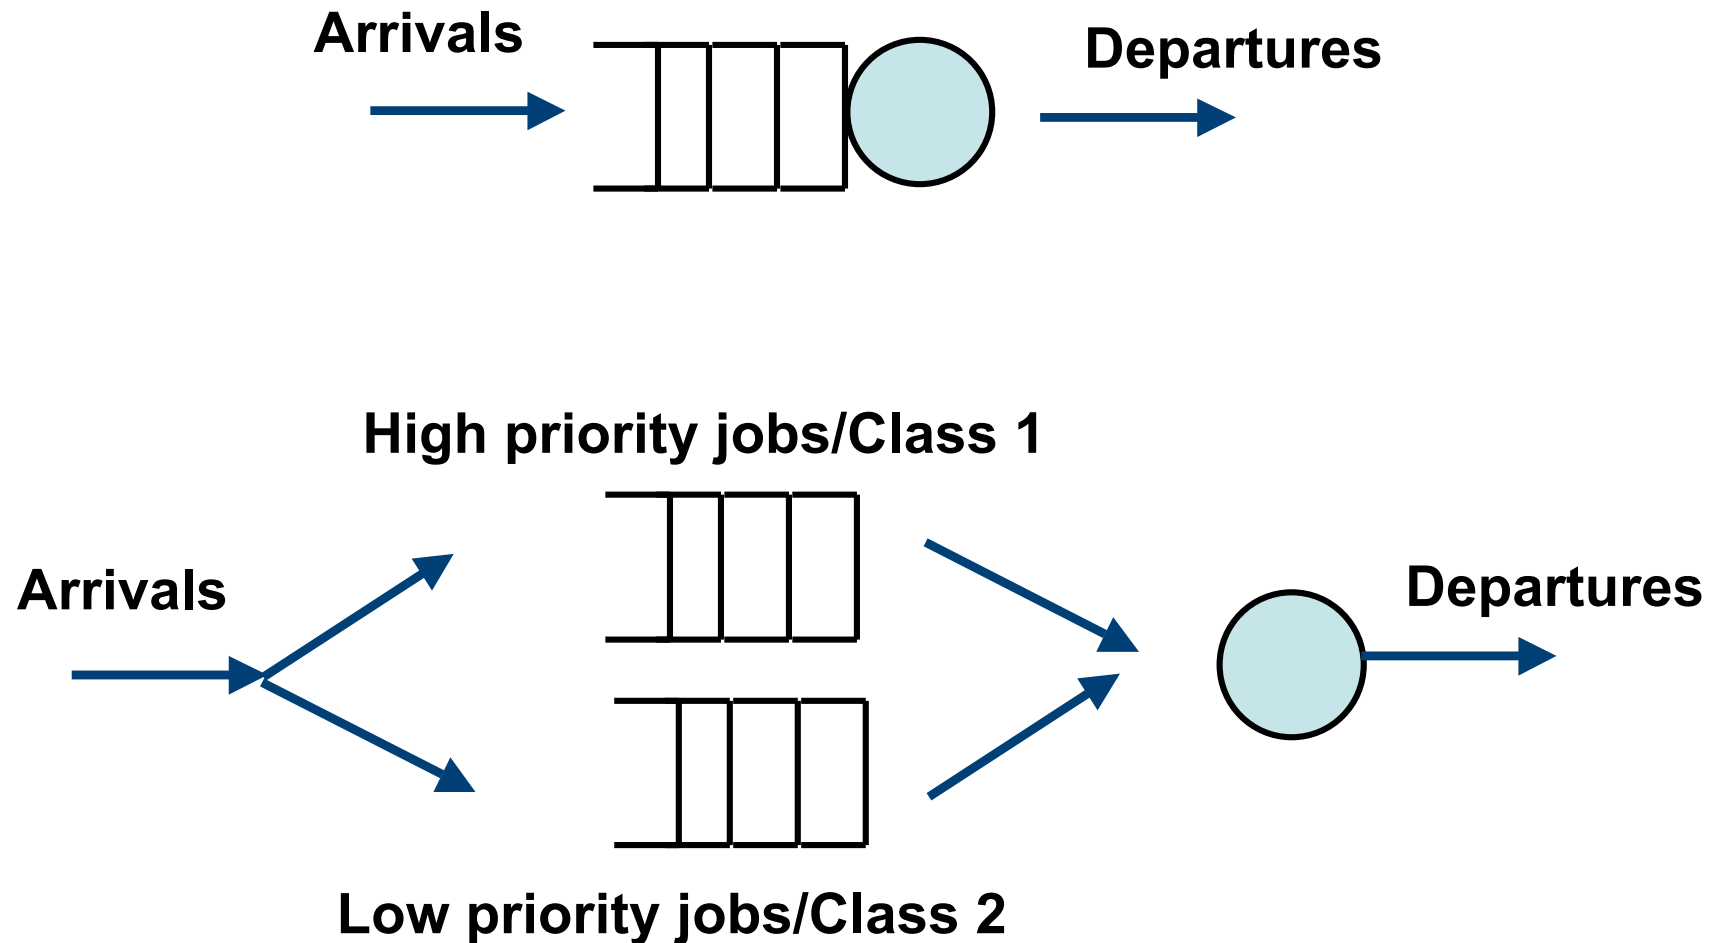 Arrivals
Departures
High priority jobs/Class 1
Arrivals
Departures
Low priority jobs/Class 2